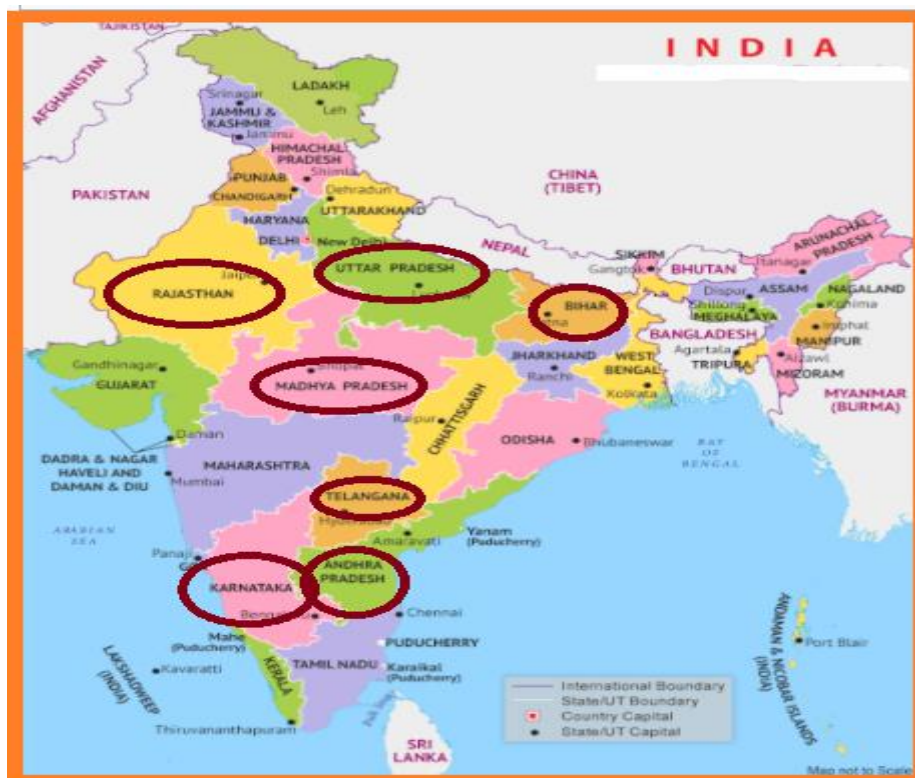 TAJIKISTAN
INDIA
AFGHANISTAN
LADAKH
Srinagar
Leh
JAMMU &
KASHMIR
Jammu
HIMACHAL
PRADESH
Shimla
PUNJAB
CHANDIGARH
Dehradun
UTTARAKHAND
PAKISTAN
CHINA
(TIBET)
HARYANA
DELHI
New Delhi
NEPAL
SIKKIM
Gangtok
BHUTAN
ARUNACHAL
PRADESH
Itanagar
UTTAR PRADESH
Jaipur
RAJASTHAN
BIHAR
Dispur
ASSAM
NAGALAND
Shillong
Kohima
MEGHALAYA
Imphal
MANIPUR
BANGLADESH
Agartala
TRIPURA
Aizawl
MIZORAM
MYANMAR
(BURMA)
Gandhinagar
GUJARAT
MADHYA PRADESH
JHARKHAND
Ranchi
WEST
BENGAL
Kolkata
Raipur
CHHATTISGARH
ODISHA
Bhubaneswar
BAY
OF
BENGAL
Daman
DADRA & NAGAR
HAVELI AND
DAMAN & DIU
MAHARASHTRA
Mumbai
TELANGANA
Hyderabad
ARABIAN
SEA
Amaravati
Yanam
(Puducherry)
Panaji
ANDHRA
PRADESH
KARNATAKA
Chennai
Mahe
(Puducherry)
PUDUCHERRY
TAMIL NADU
Karaikal
(Puducherry)
KERALA
LAKSHADWEEP
(INDIA)
Kavaratti
Thiruvananthapuram
SRI
LANKA
ANDAMAN & NICOBAR ISLANDS
(INDIA)
Port Blair
International Boundary
State/UT Boundary
Country Capital
State/UT Capital
Map not to Scale